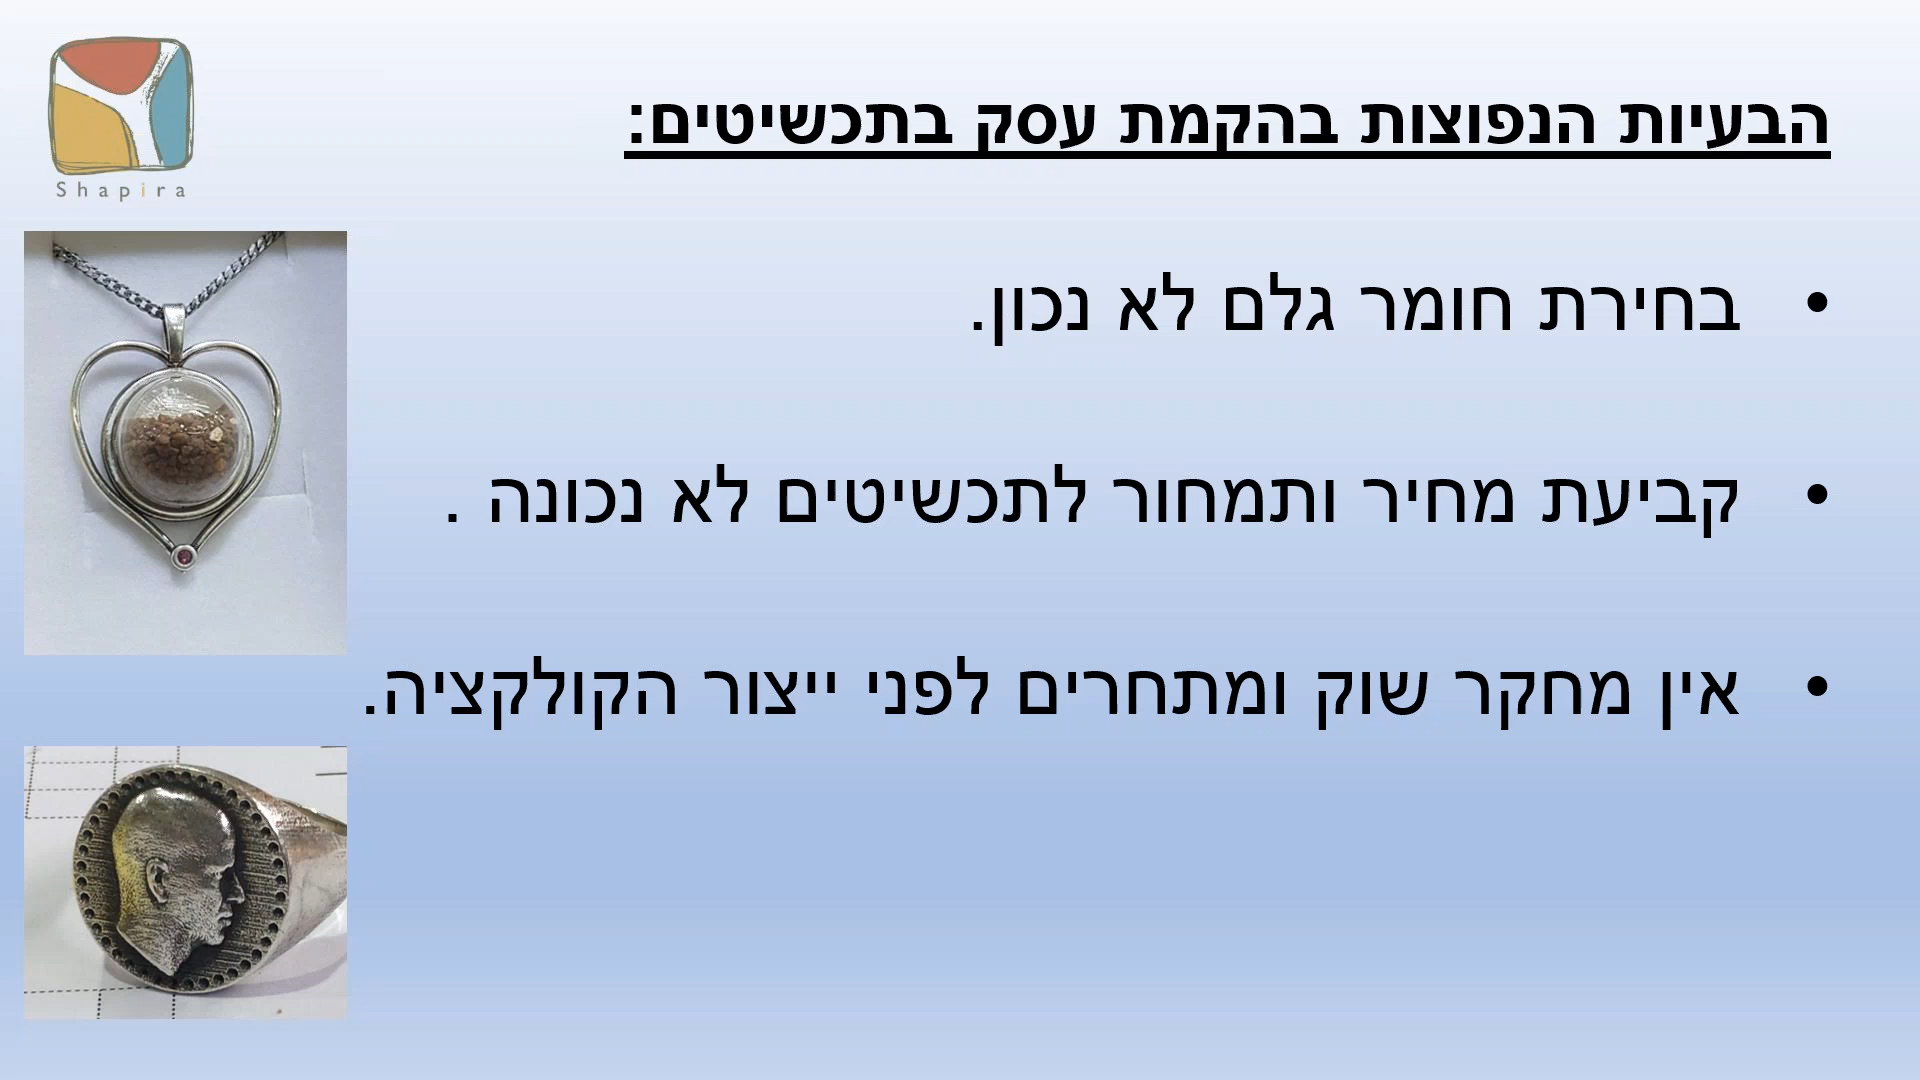 Shapira
הבעיות הנפוצות בהקמת עסק בתכשיטים:
• בחירת חומר גלם לא נכון.
• קביעת מחיר ותמחור לתכשיטים לא נכונה .
• אין מחקר שוק ומתחרים לפני ייצור הקולקציה.